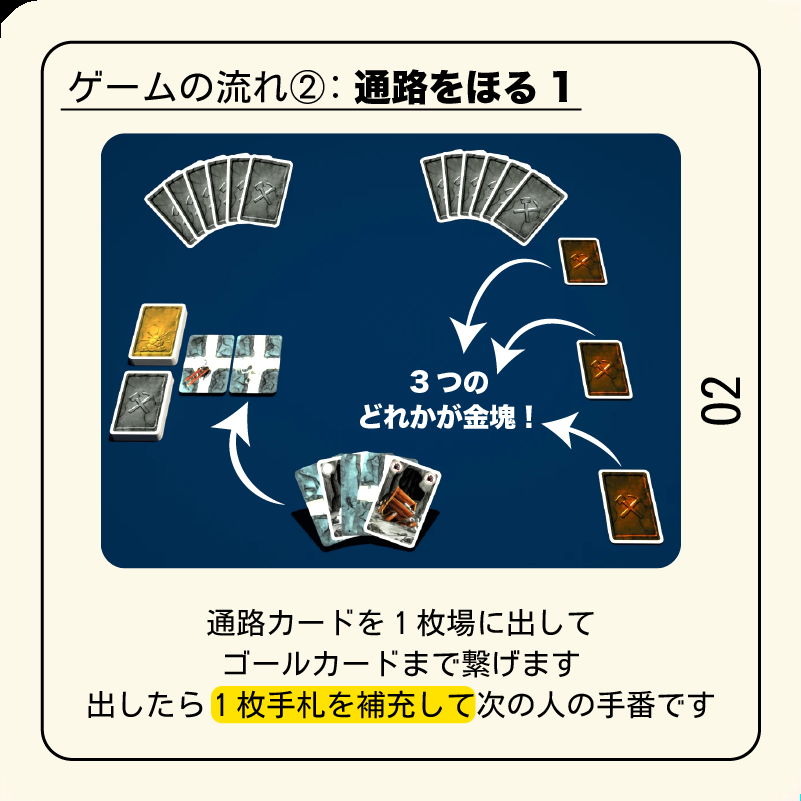 ゲームの流れ②：通路をほる 1
3つの
どれかが金塊！
02
通路カードを1枚場に出して
ゴールカードまで繋げます
出したら1枚手札を補充して次の人の手番です